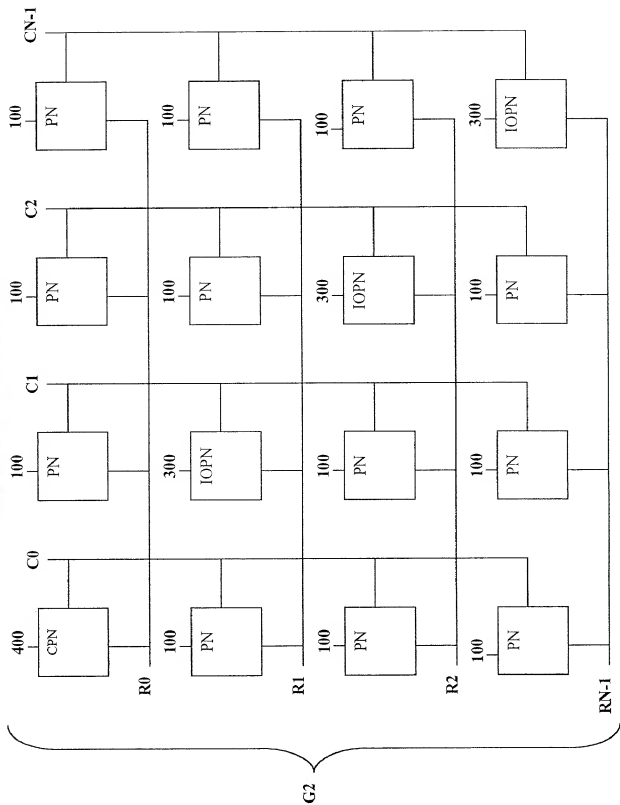 C0 C1 C2 CN-1
400 100 100 100
CPN PN PN PN
R0
100 300 100 100
PN IOPN PN PN
R1
100 100 300 100
PN PN IOPN PN
R2
100 100 100 300
PN PN PN IOPN
RN-1
G2